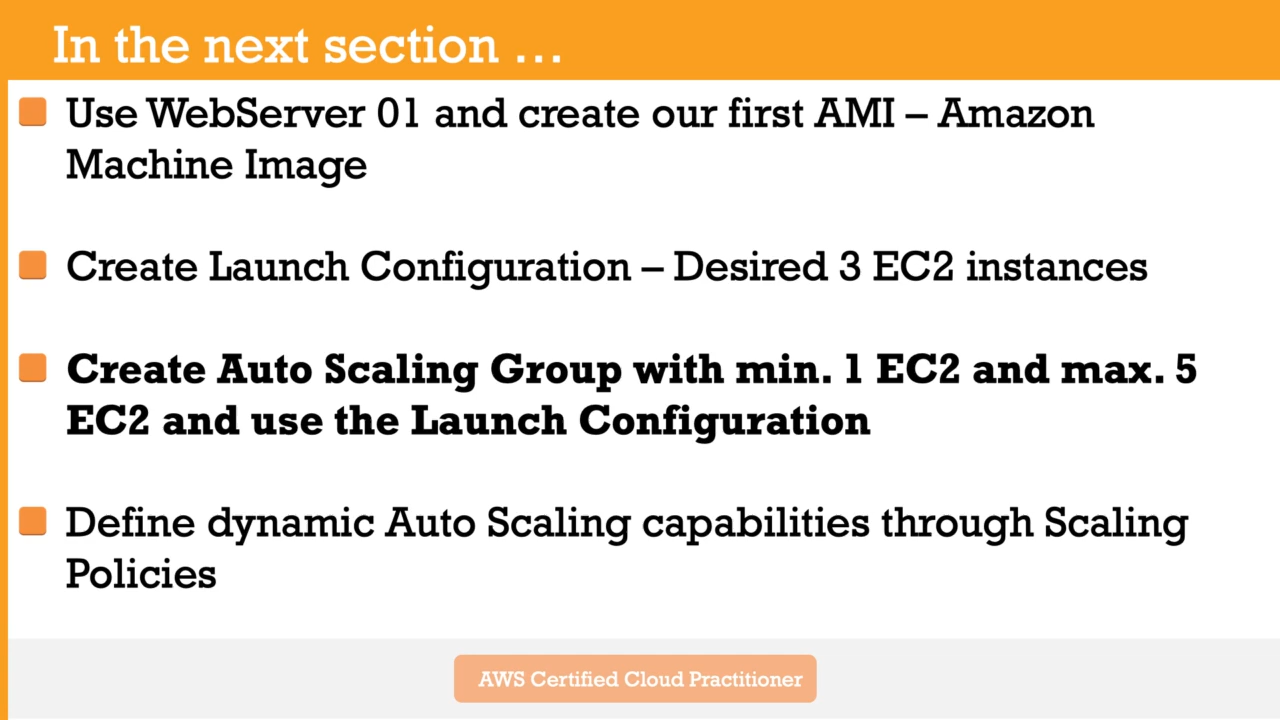 In the next section ...
Use WebServer 01 and create our first AMI – Amazon
Machine Image
Create Launch Configuration – Desired 3 EC2 instances
Create Auto Scaling Group with min. 1 EC2 and max. 5
EC2 and use the Launch Configuration
Define dynamic Auto Scaling capabilities through Scaling
Policies
AWS Certified Cloud Practitioner